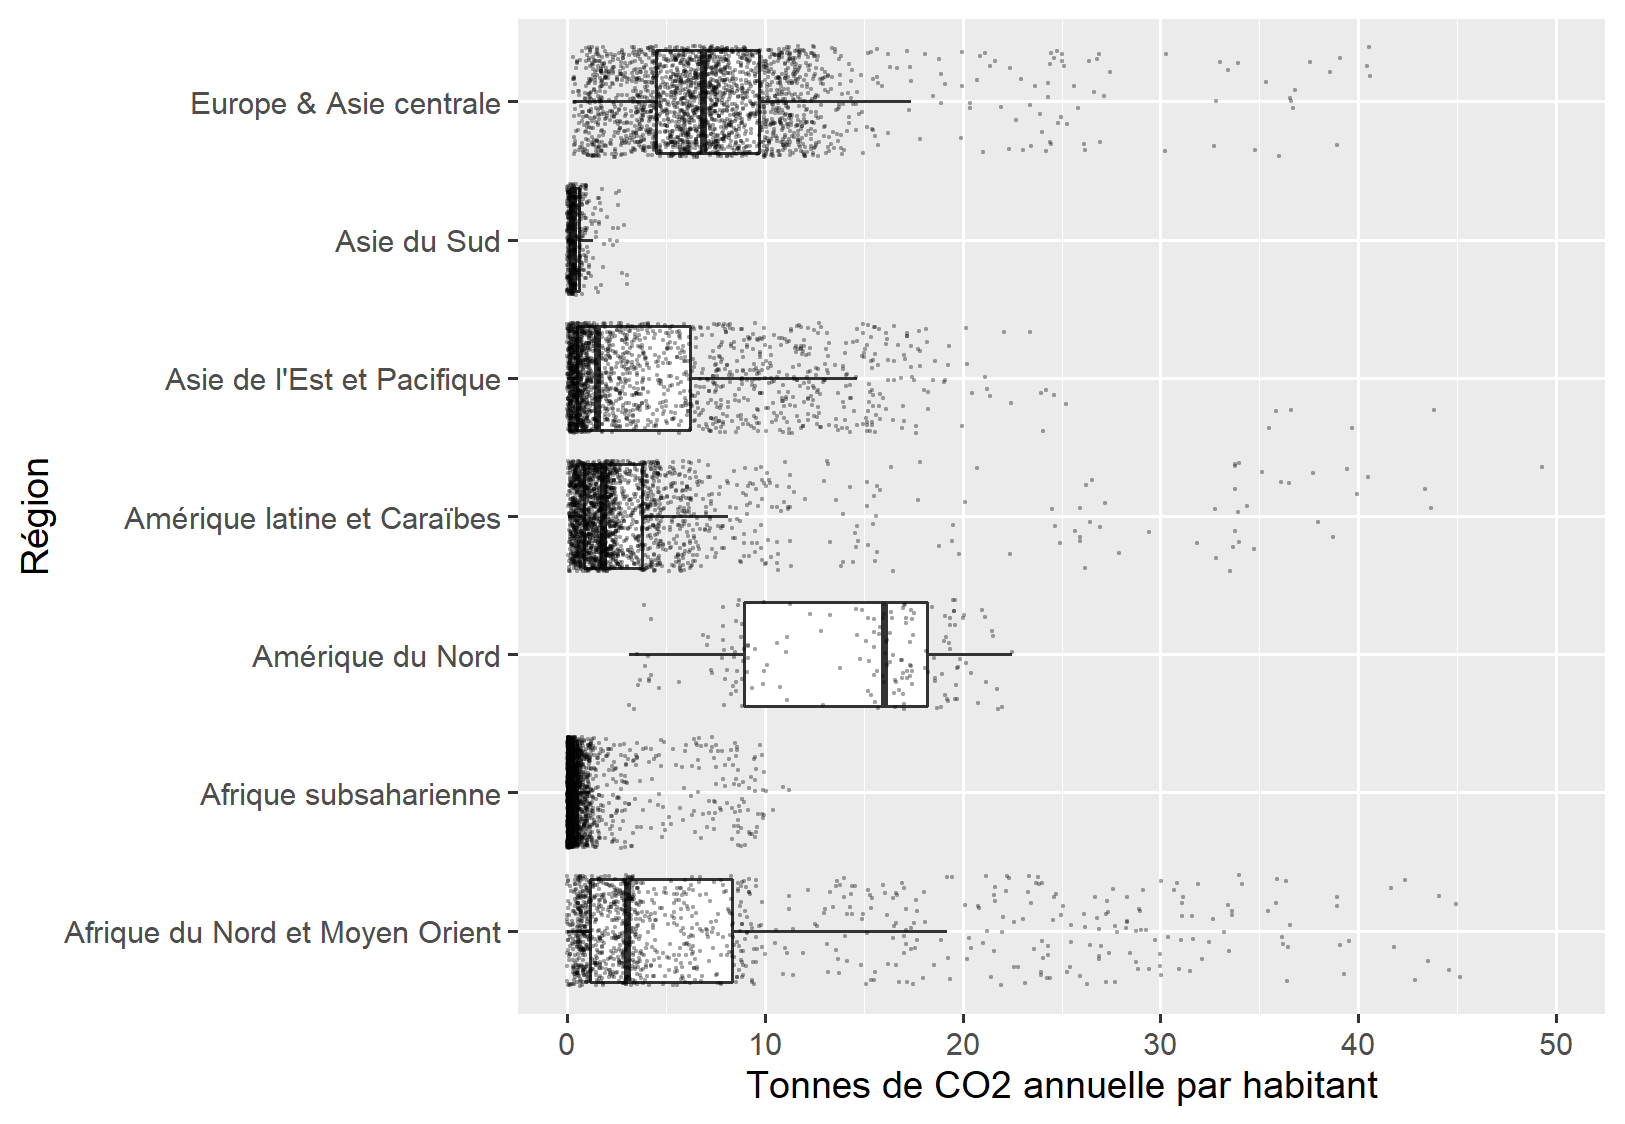 Europe & Asie centrale
Asie du Sud
Asie de l'Est et Pacifique
Amérique latine et Caraïbes
Amérique du Nord
Afrique subsaharienne
Afrique du Nord et Moyen Orient
Région
0 10 20 30 40 50
Tonnes de CO2 annuelle par habitant